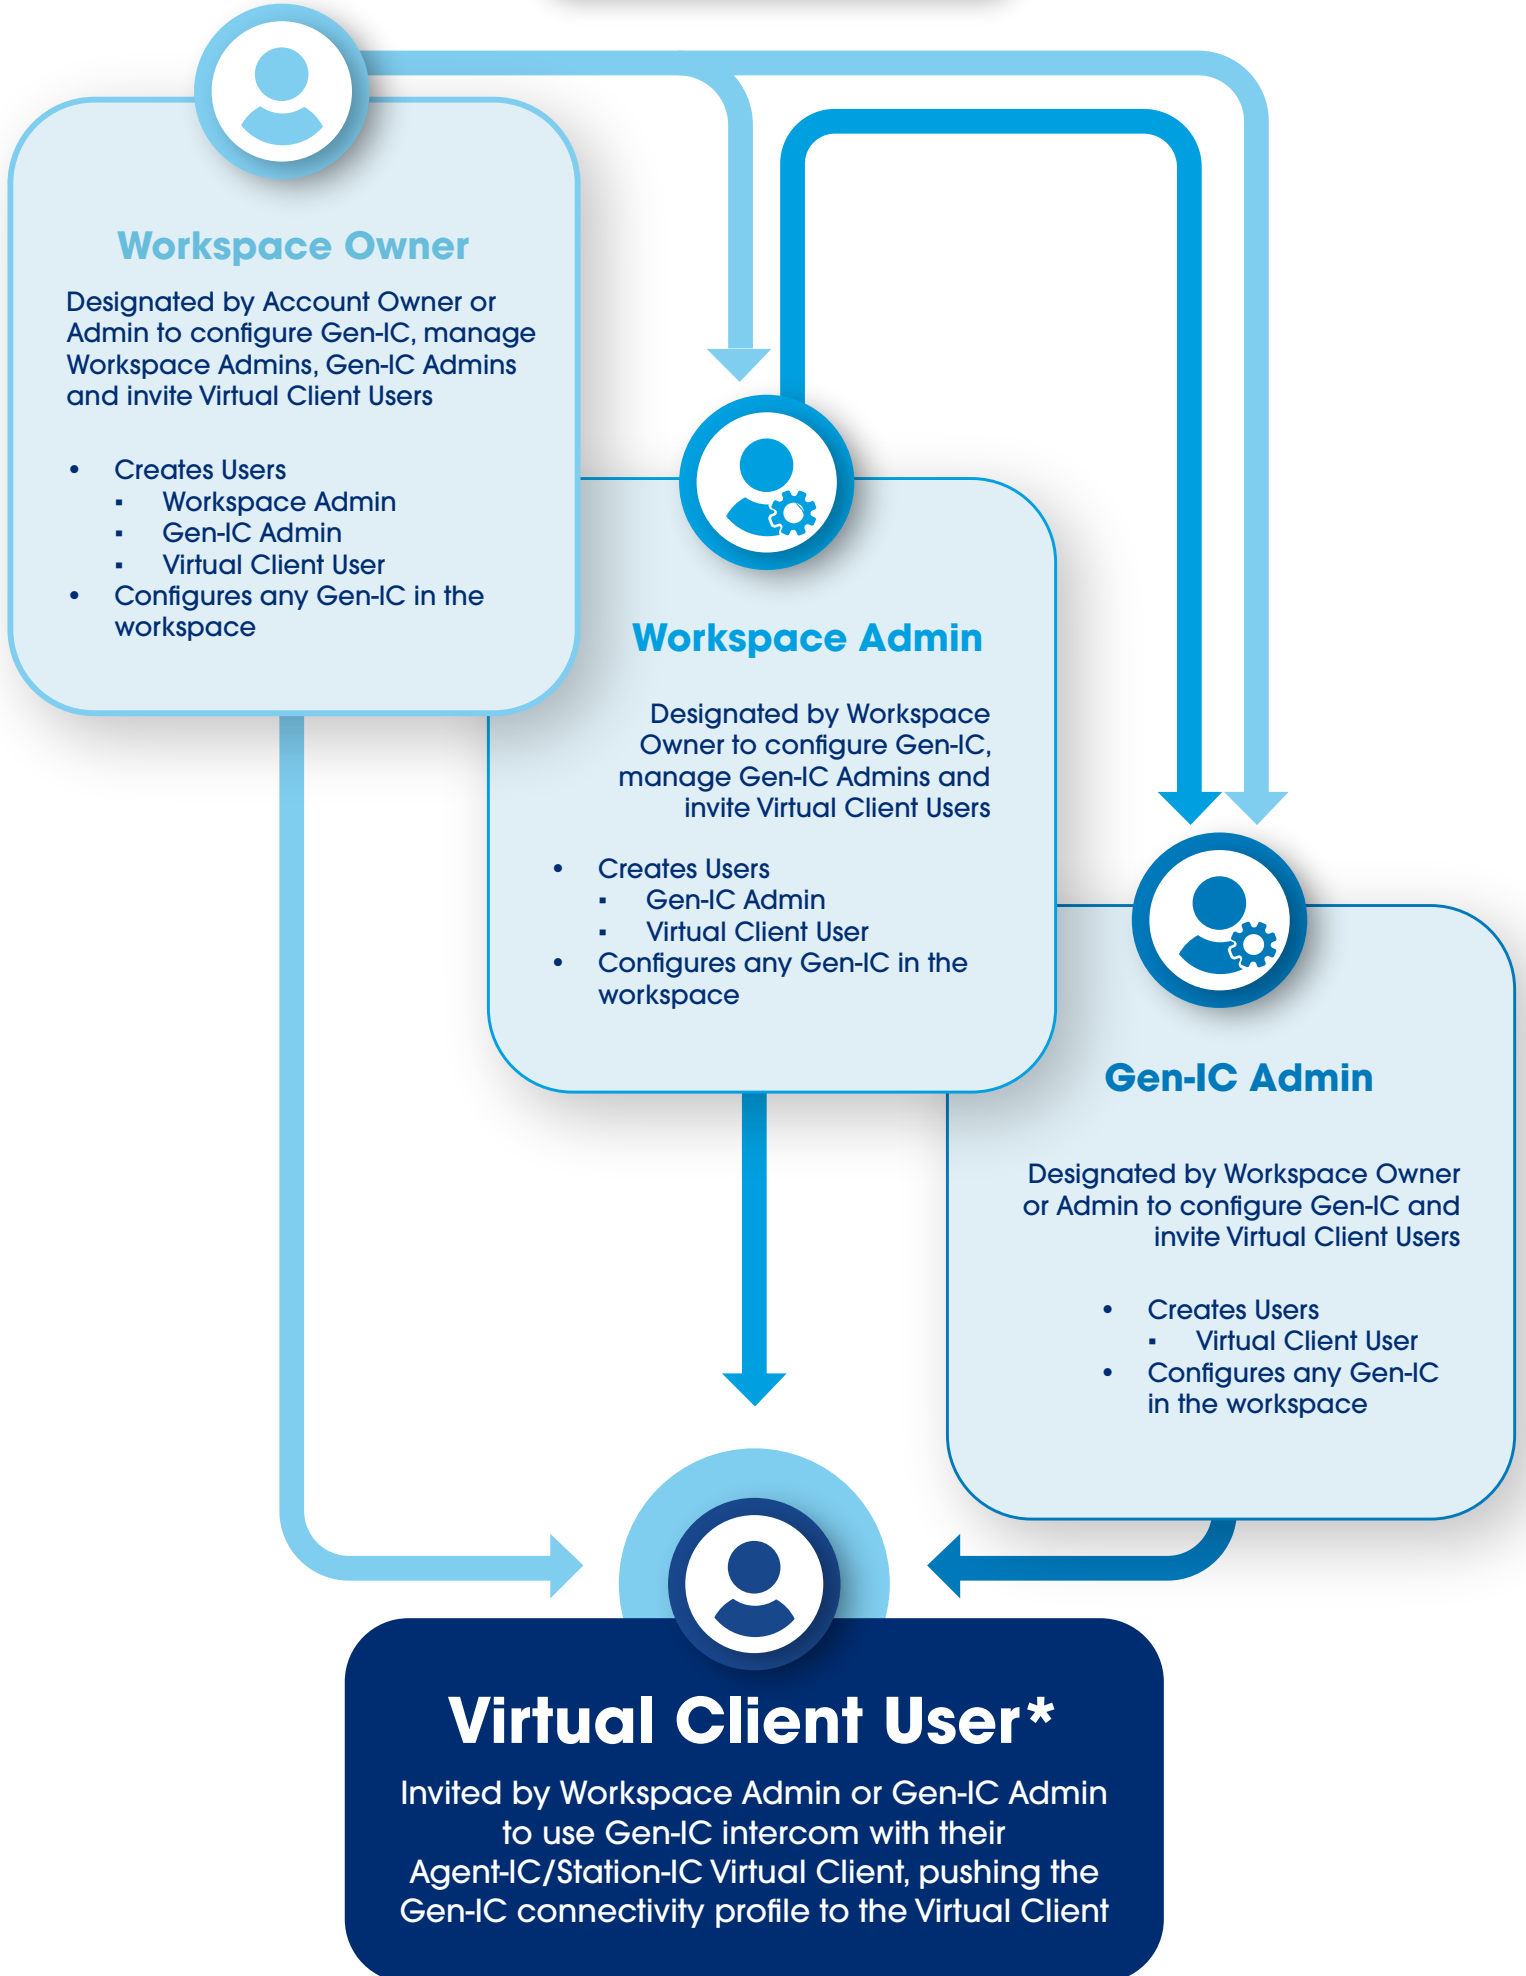 Workspace Owner
Designated by Account Owner or
Admin to configure Gen-IC, manage
Workspace Admins, Gen-IC Admins
and invite Virtual Client Users
• Creates Users
▪ Workspace Admin
▪ Gen-IC Admin
▪ Virtual Client User
• Configures any Gen-IC in the
workspace
Workspace Admin
Designated by Workspace
Owner to configure Gen-IC,
manage Gen-IC Admins and
invite Virtual Client Users
• Creates Users
▪ Gen-IC Admin
▪ Virtual Client User
• Configures any Gen-IC in the
workspace
Gen-IC Admin
Designated by Workspace Owner
or Admin to configure Gen-IC and
invite Virtual Client Users
• Creates Users
▪ Virtual Client User
• Configures any Gen-IC
in the workspace
Virtual Client User*
Invited by Workspace Admin or Gen-IC Admin
to use Gen-IC intercom with their
Agent-IC/Station-IC Virtual Client, pushing the
Gen-IC connectivity profile to the Virtual Client